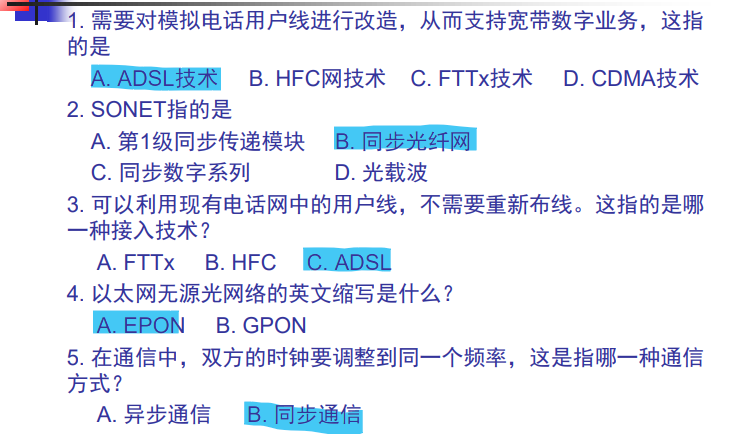 1. 需要对模拟电话用户线进行改造，从而支持宽带数字业务，这指
的是
A. ADSL技术 B. HFC网技术 C. FTTx技术 D. CDMA技术
2. SONET指的是
A. 第1级同步传递模块 B. 同步光纤网
C. 同步数字系列 D. 光载波
3. 可以利用现有电话网中的用户线，不需要重新布线。这指的是哪
一种接入技术？
A. FTTx B. HFC C. ADSL
4. 以太网无源光网络的英文缩写是什么？
A. EPON B. GPON
5. 在通信中，双方的时钟要调整到同一个频率，这是指哪一种通信
方式？
A. 异步通信 B. 同步通信